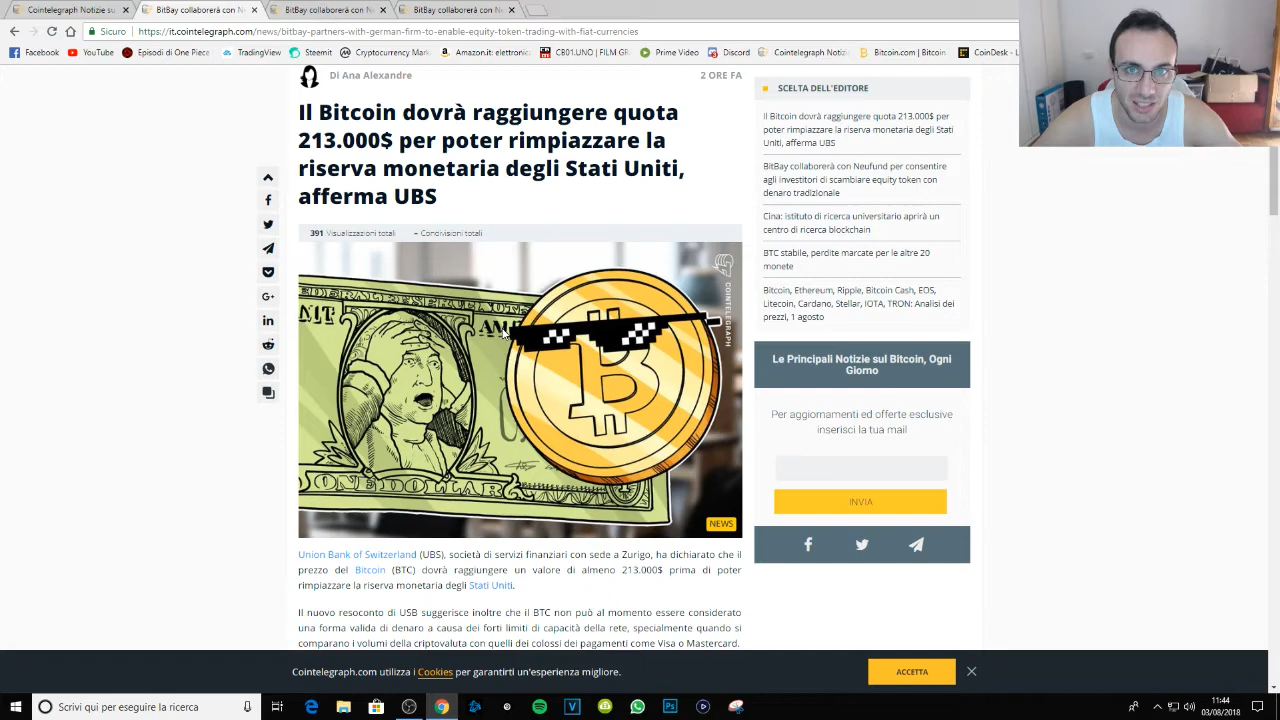 Cointelegraph Notizie su
BitBay collaborerà con Ne
BitBay collaborerà con Ne
BitBay collaborerà con N
Sicuro
https://it.cointelegraph.com/news/bitbay-partners-with-german-firm-to-enable-equity-token-trading-with-fiat-currencies
Facebook
YouTube
Episodi di One Piece
TradingView
Steemit
Cryptocurrency Mark
Amazon.it: elettronic
CB01.UNO | FILM GR
Prime Video
Discord
Cointelegraph Notizi
Bitcoin.com | Bitcoin
CoinDesk - L
Di Ana Alexandre
2 ORE FA
Il Bitcoin dovrà raggiungere quota
213.000$ per poter rimpiazzare la
riserva monetaria degli Stati Uniti,
afferma UBS
391 Visualizzazioni totali
- Condivisioni totali
COINTELEGRAPH
ONE DOLLAR
NEWS
Union Bank of Switzerland (UBS), società di servizi finanziari con sede a Zurigo, ha dichiarato che il
prezzo del Bitcoin (BTC) dovrà raggiungere un valore di almeno 213.000$ prima di poter
rimpiazzare la riserva monetaria degli Stati Uniti.
Il nuovo resoconto di USB suggerisce inoltre che il BTC non può al momento essere considerato
una forma valida di denaro a causa dei forti limiti di capacità della rete, specialmente quando si
comparano i volumi della criptovaluta con quelli dei colossi dei pagamenti come Visa o Mastercard.
SCELTA DELL'EDITORE
Il Bitcoin dovrà raggiungere quota 213.000$ per
poter rimpiazzare la riserva monetaria degli Stati
Uniti, afferma UBS
BitBay collaborerà con Neufund per consentire
agli investitori di scambiare equity token con
denaro tradizionale
Cina: istituto di ricerca universitario aprirà un
centro di ricerca blockchain
BTC stabile, perdite marcate per le altre 20
monete
Bitcoin, Ethereum, Ripple, Bitcoin Cash, EOS,
Litecoin, Cardano, Stellar, IOTA, TRON: Analisi dei
prezzi, 1 agosto
Le Principali Notizie sul Bitcoin, Ogni
Giorno
Per aggiornamenti ed offerte esclusive
inserisci la tua mail
INVIA
Cointelegraph.com utilizza i Cookies per garantirti un'esperienza migliore.
ACCETTA
Scrivi qui per eseguire la ricerca
11:44
03/08/2018